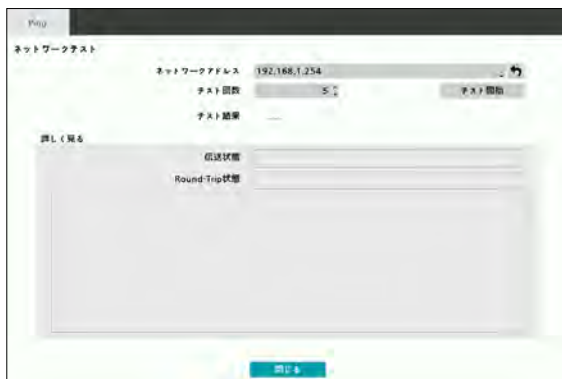 Ping
ネットワークテスト
ネットワークアドレス 192.168.1.254
テスト回数 5 テスト開始
テスト結果 ...
詳しく見る
伝送状態
Round-Trip状態
閉じる